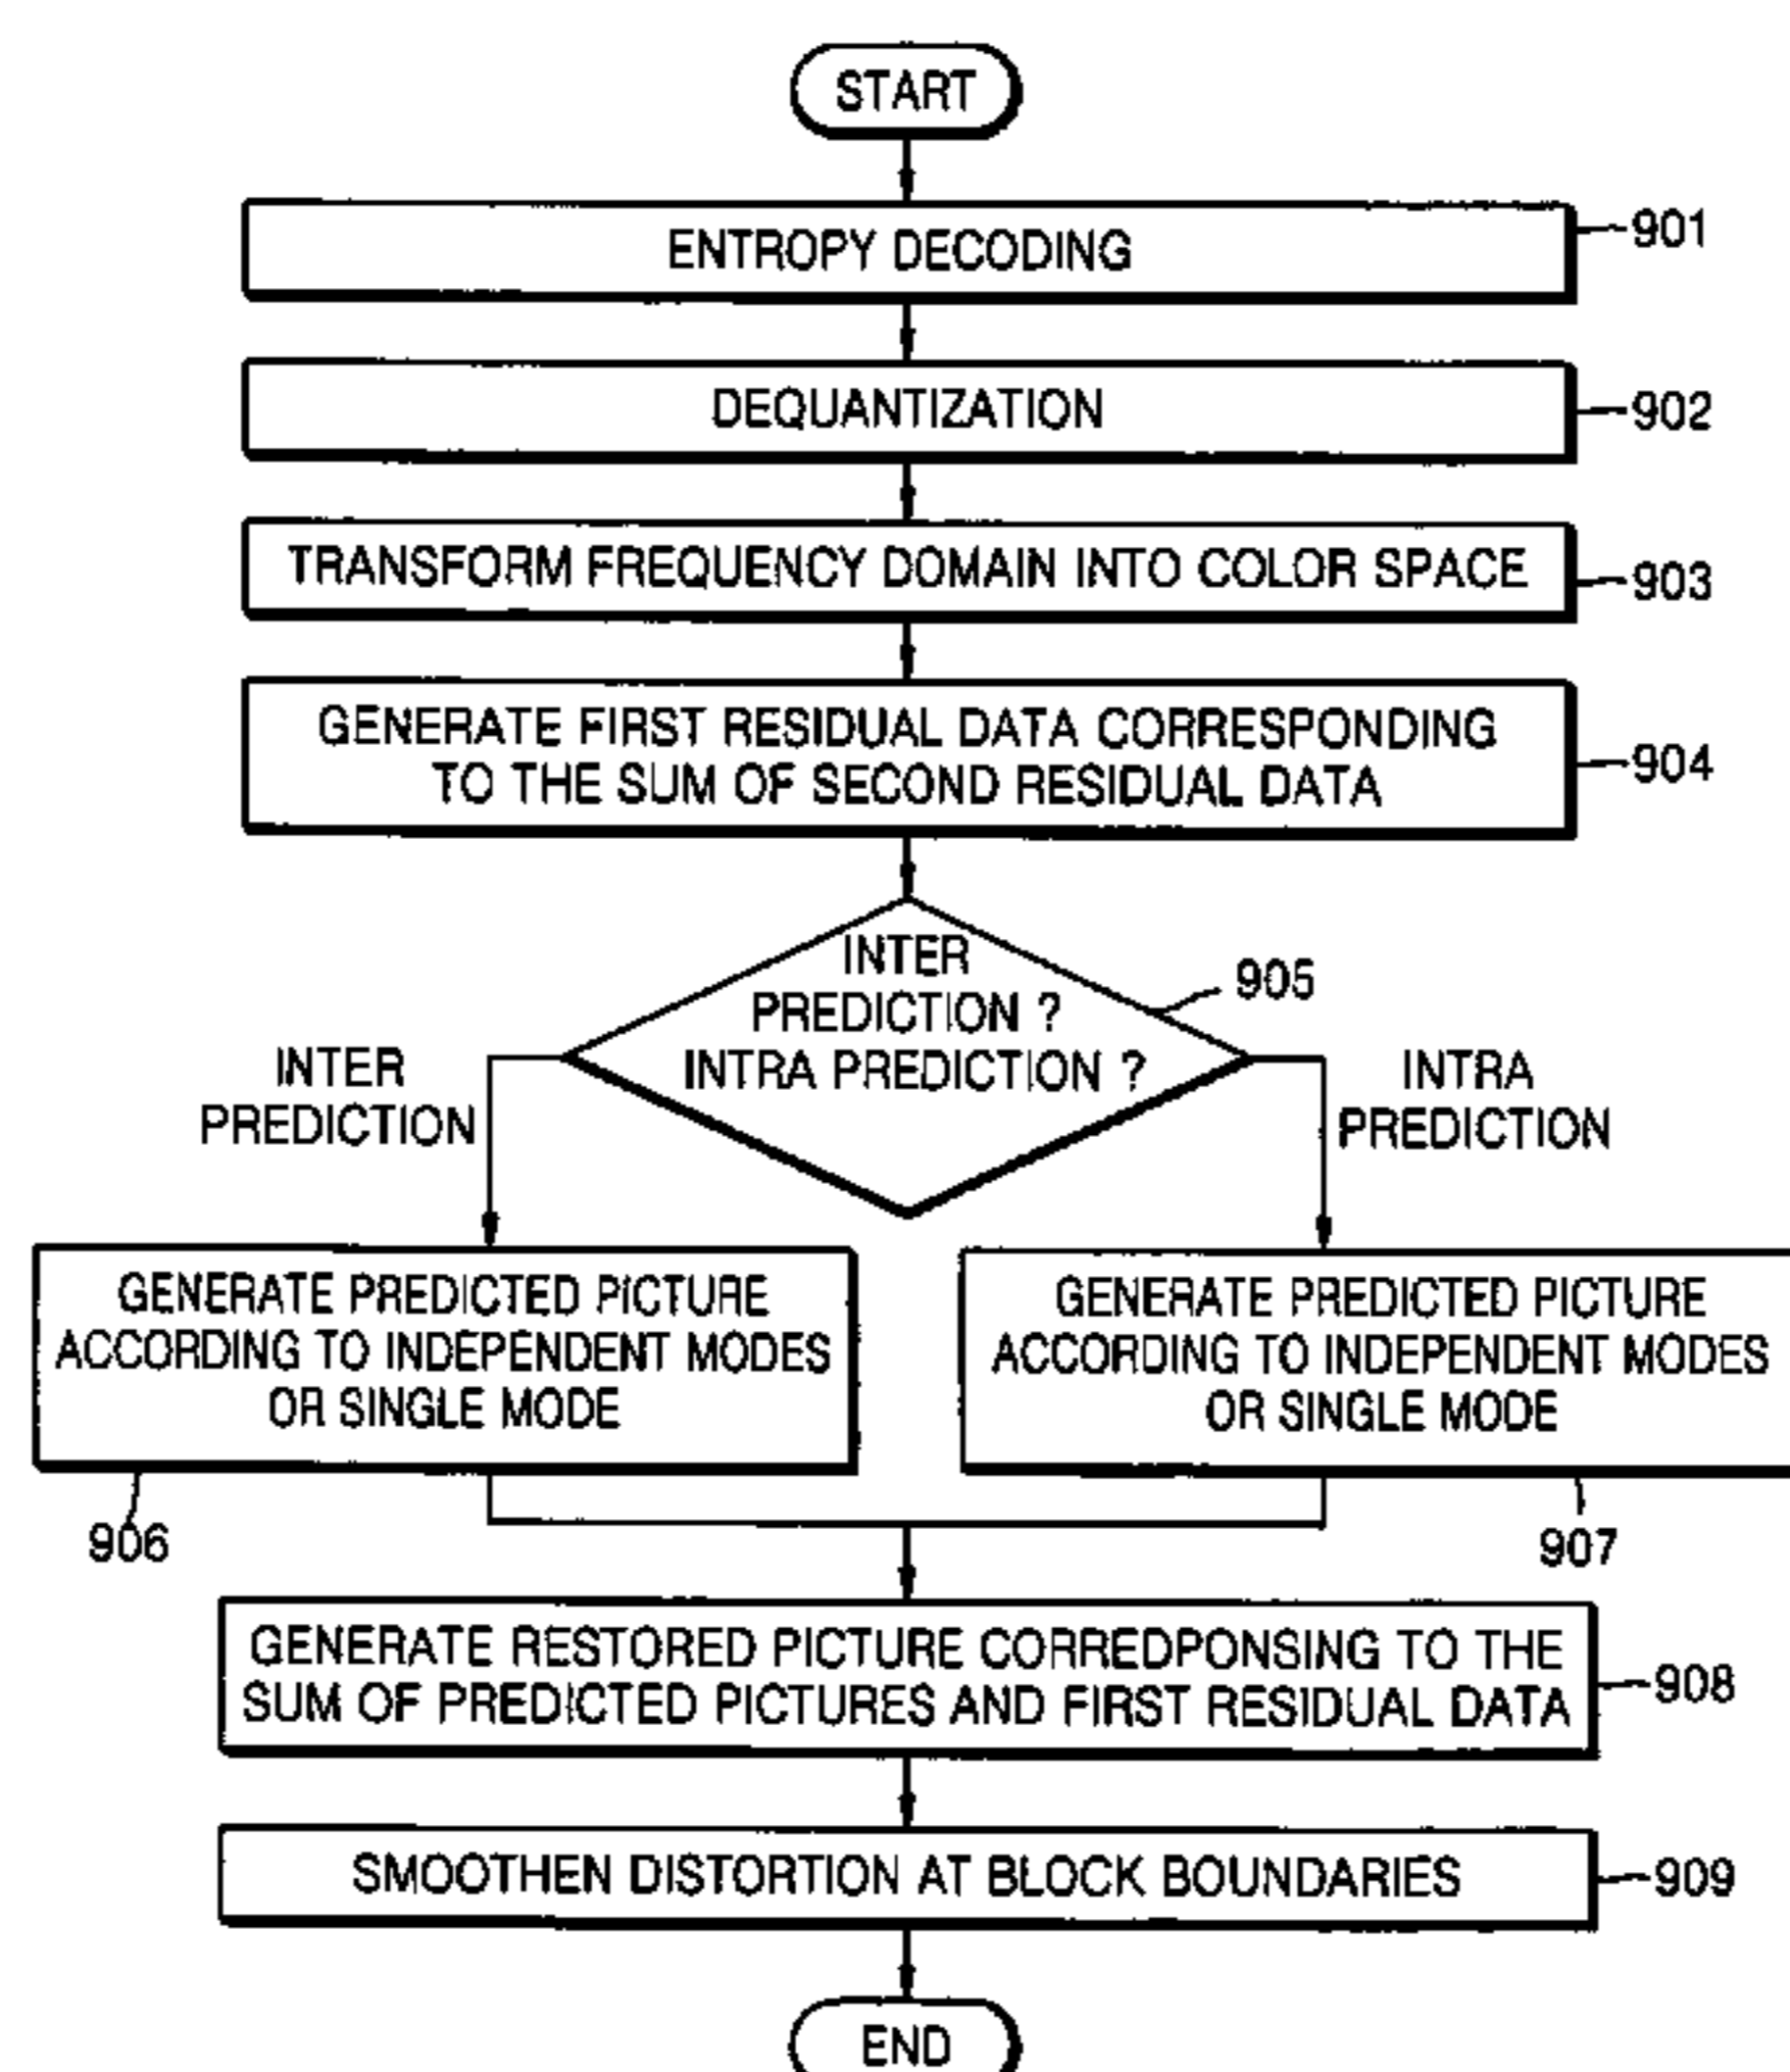 START
ENTROPY DECODING
901
DEQUANTIZATION
902
TRANSFORM FREQUENCY DOMAIN INTO COLOR SPACE
903
GENERATE FIRST RESIDUAL DATA CORRESPONDING
TO THE SUM OF SECOND RESIDUAL DATA
904
INTER
PREDICTION ?
INTRA PREDICTION ?
905
INTER
PREDICTION
INTRA
PREDICTION
GENERATE PREDICTED PICTURE
ACCORDING TO INDEPENDENT MODES
OR SINGLE MODE
906
GENERATE PREDICTED PICTURE
ACCORDING TO INDEPENDENT MODES
OR SINGLE MODE
907
GENERATE RESTORED PICTURE CORREDPONSING TO THE
SUM OF PREDICTED PICTURES AND FIRST RESIDUAL DATA
908
SMOOTHEN DISTORTION AT BLOCK BOUNDARIES
909
END